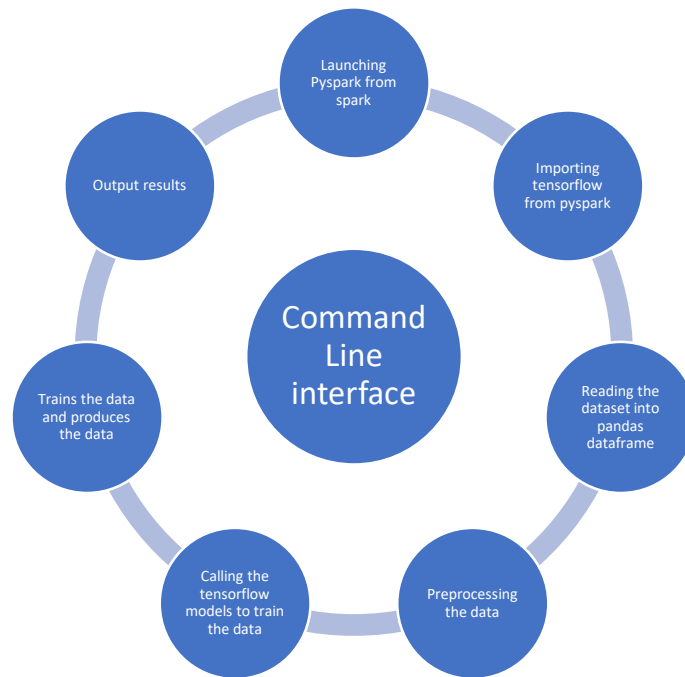 Launching
Pyspark from
spark
Importing
tensorflow
from pyspark
Reading the
dataset into
pandas
dataframe
Preprocessing
the data
Calling the
tensorflow
models to train
the data
Trains the data
and produces
the data
Output results
Command
Line
interface